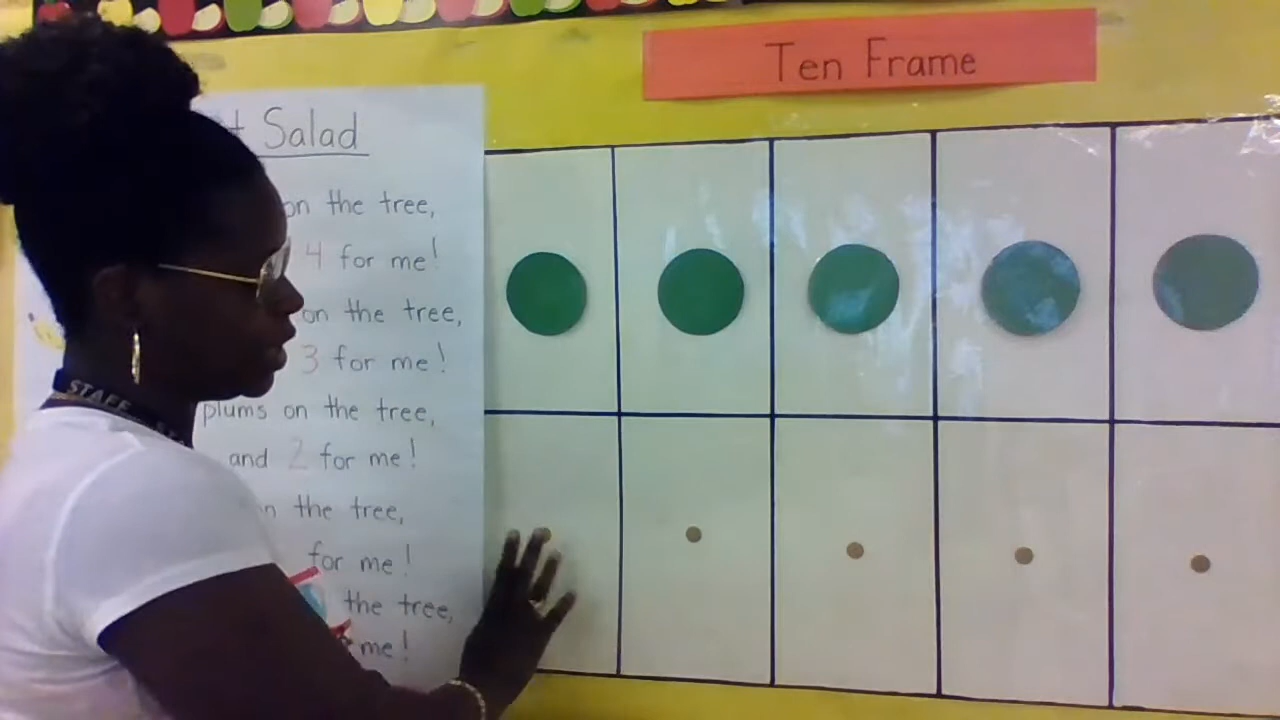 Ten Frame
Salad
on the tree,
4 for me!
on the tree,
3 for me!
plums on the tree,
and 2 for me!
the tree,
for me!
the tree,
me!
STAFF